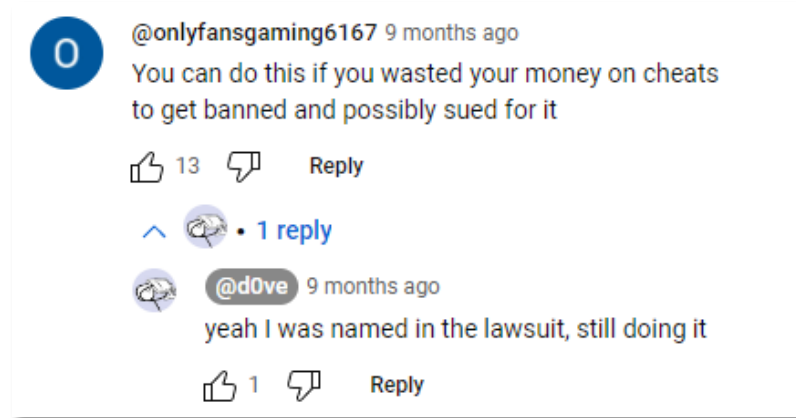 O
@onlyfansgaming6167 9 months ago
You can do this if you wasted your money on cheats
to get banned and possibly sued for it
13 Reply
• 1 reply
@d0ve 9 months ago
yeah I was named in the lawsuit, still doing it
1 Reply